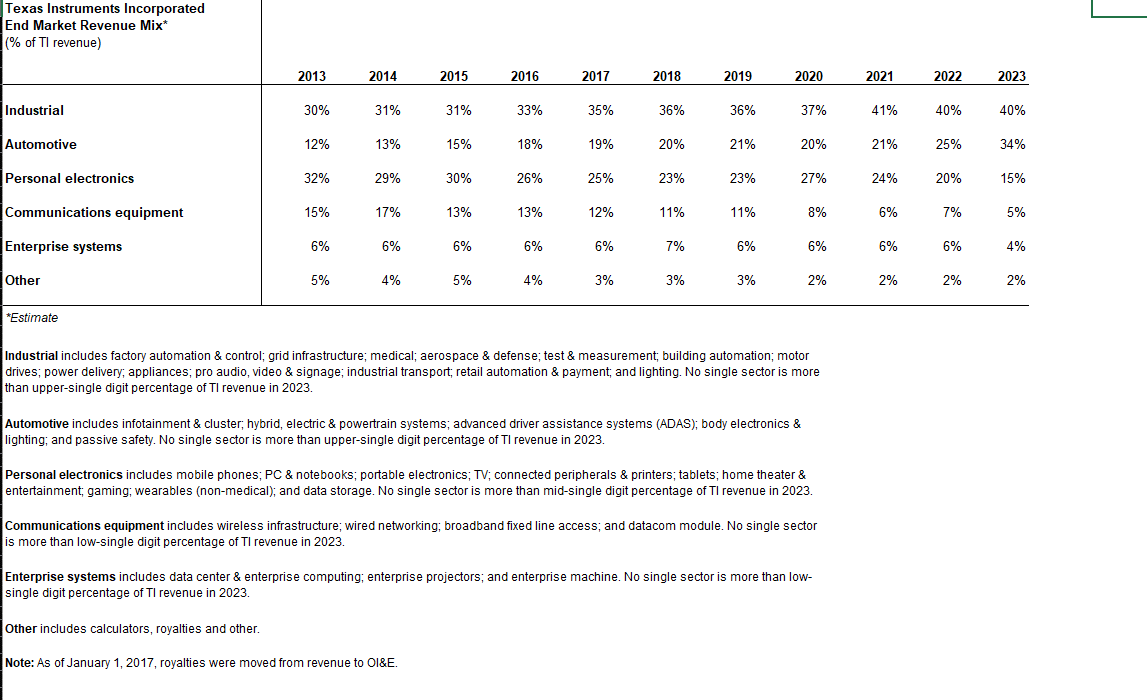 Texas Instruments Incorporated
End Market Revenue Mix*
(% of TI revenue)
2013 2014 2015 2016 2017 2018 2019 2020 2021 2022 2023
Industrial 30% 31% 31% 33% 35% 36% 36% 37% 41% 40% 40%
Automotive 12% 13% 15% 18% 19% 20% 21% 20% 21% 25% 34%
Personal electronics 32% 29% 30% 26% 25% 23% 23% 27% 24% 20% 15%
Communications equipment 15% 17% 13% 13% 12% 11% 11% 8% 6% 7% 5%
Enterprise systems 6% 6% 6% 6% 6% 7% 6% 6% 6% 6% 4%
Other 5% 4% 5% 4% 3% 3% 3% 2% 2% 2% 2%
*Estimate
Industrial includes factory automation & control; grid infrastructure; medical; aerospace & defense; test & measurement; building automation; motor
drives; power delivery; appliances; pro audio, video & signage; industrial transport; retail automation & payment; and lighting. No single sector is more
than upper-single digit percentage of TI revenue in 2023.
Automotive includes infotainment & cluster; hybrid, electric & powertrain systems; advanced driver assistance systems (ADAS); body electronics &
lighting; and passive safety. No single sector is more than upper-single digit percentage of TI revenue in 2023.
Personal electronics includes mobile phones; PC & notebooks; portable electronics; TV; connected peripherals & printers; tablets; home theater &
entertainment; gaming; wearables (non-medical); and data storage. No single sector is more than mid-single digit percentage of TI revenue in 2023.
Communications equipment includes wireless infrastructure; wired networking; broadband fixed line access; and datacom module. No single sector
is more than low-single digit percentage of TI revenue in 2023.
Enterprise systems includes data center & enterprise computing; enterprise projectors; and enterprise machine. No single sector is more than low-
single digit percentage of TI revenue in 2023.
Other includes calculators, royalties and other.
Note: As of January 1, 2017, royalties were moved from revenue to OI&E.